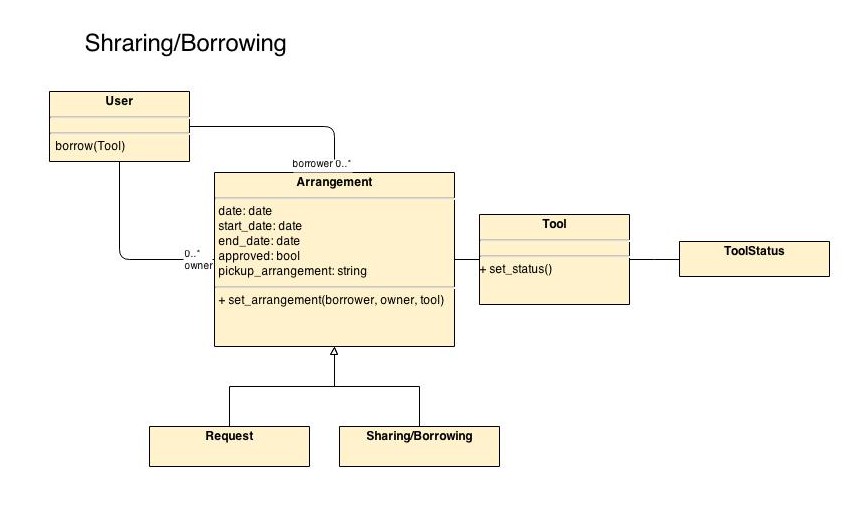 Shraring/Borrowing
User
borrow(Tool)
borrower 0..*
Arrangement
date: date
start_date: date
end_date: date
approved: bool
pickup_arrangement: string
+ set_arrangement(borrower, owner, tool)
0..*
owner
Tool
+ set_status()
ToolStatus
Request
Sharing/Borrowing